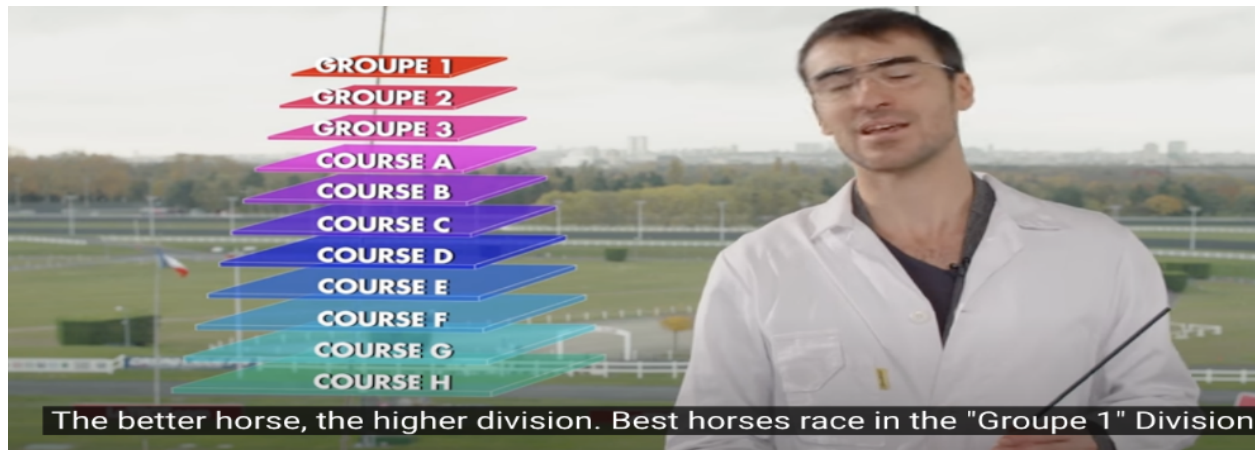 GROUPE 1
GROUPE 2
GROUPE 3
COURSE A
COURSE B
COURSE C
COURSE D
COURSE E
COURSE F
COURSE G
COURSE H
The better horse, the higher division. Best horses race in the "Groupe 1" Division